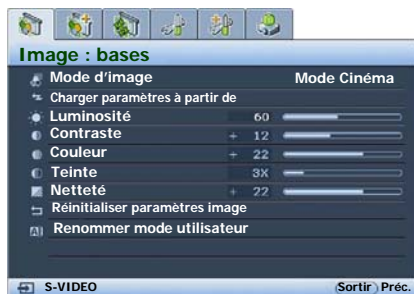 Image : bases
Mode d'image Mode Cinéma
Charger paramètres à partir de
Luminosité 60
Contraste + 12
Couleur + 22
Teinte 3X
Netteté + 22
Réinitialiser paramètres image
Renommer mode utilisateur
S-VIDEO Sortir Préc.